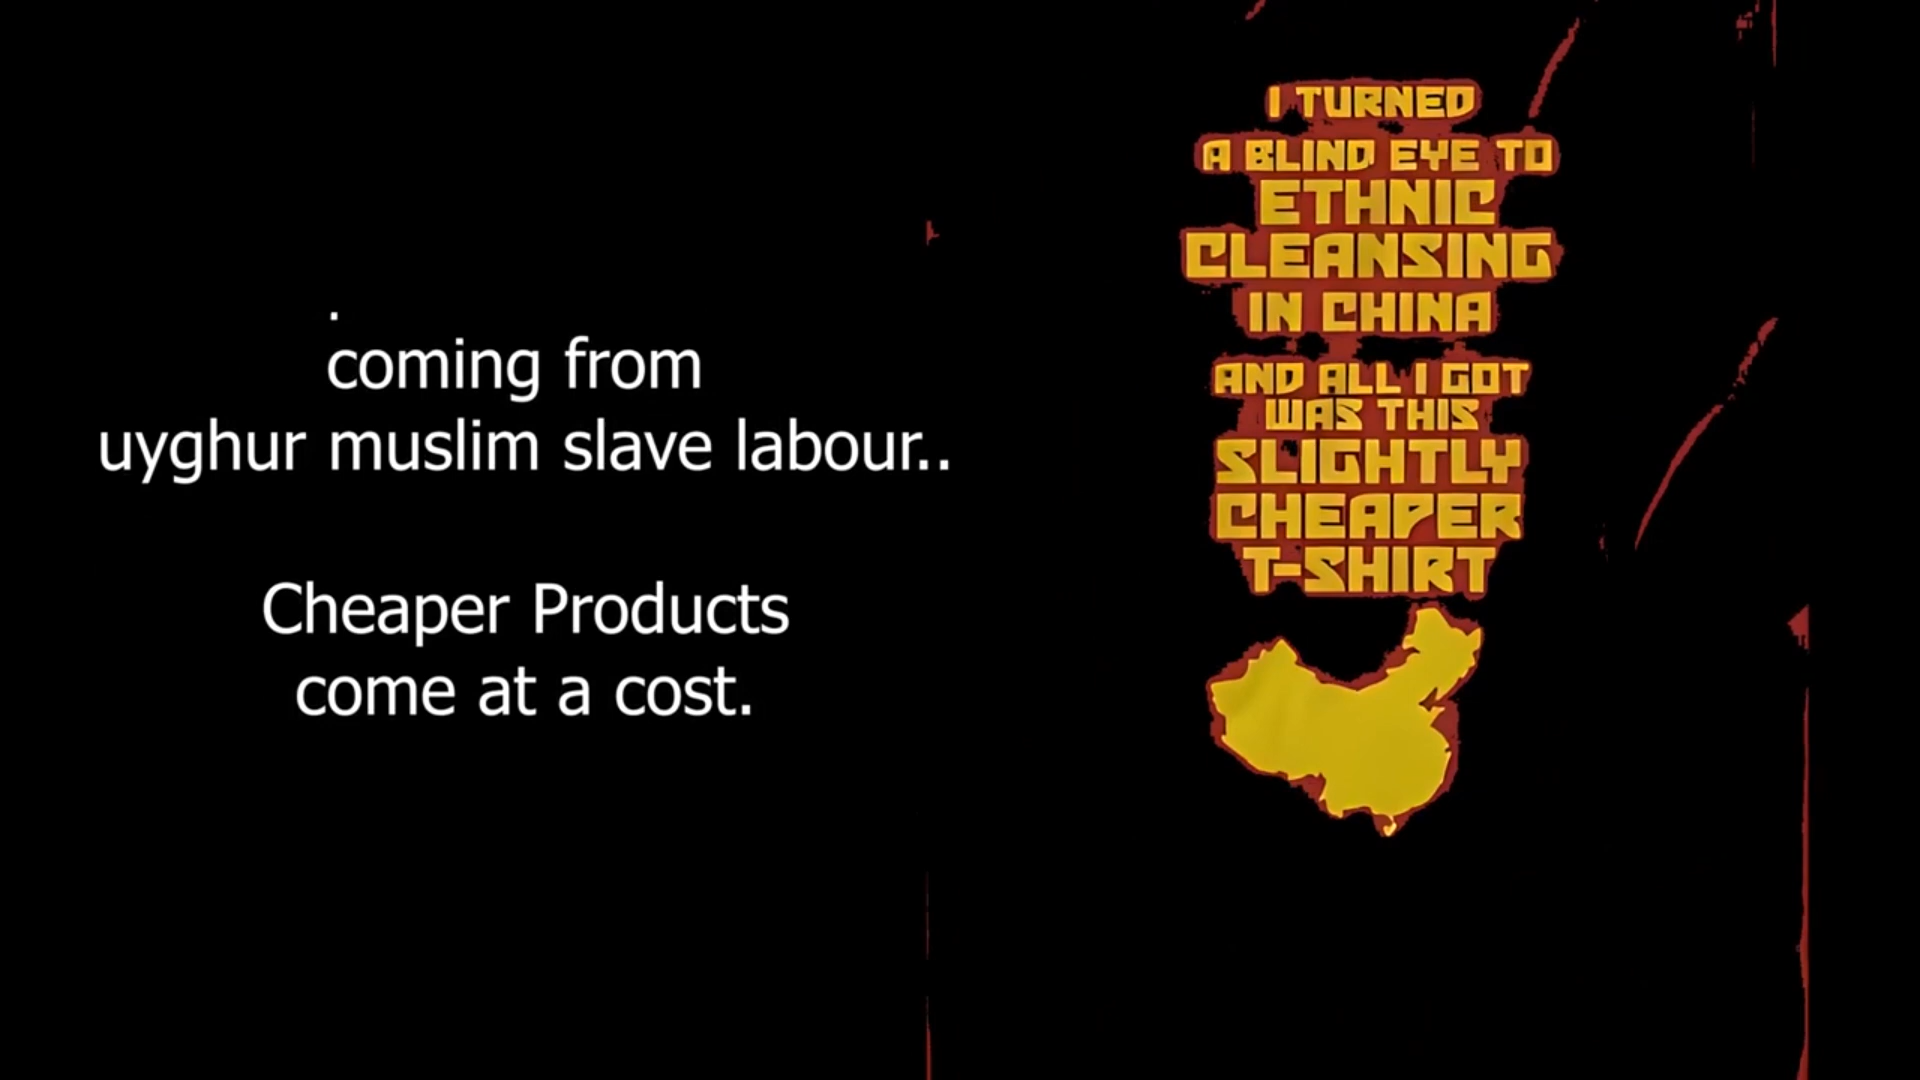 .
coming from
uyghur muslim slave labour..
Cheaper Products
come at a cost.
I TURNED
A BLIND EYE TO
ETHNIC
CLEANSING
IN CHINA
AND ALL I GOT
WAS THIS
SLIGHTLY
CHEAPER
T-SHIRT